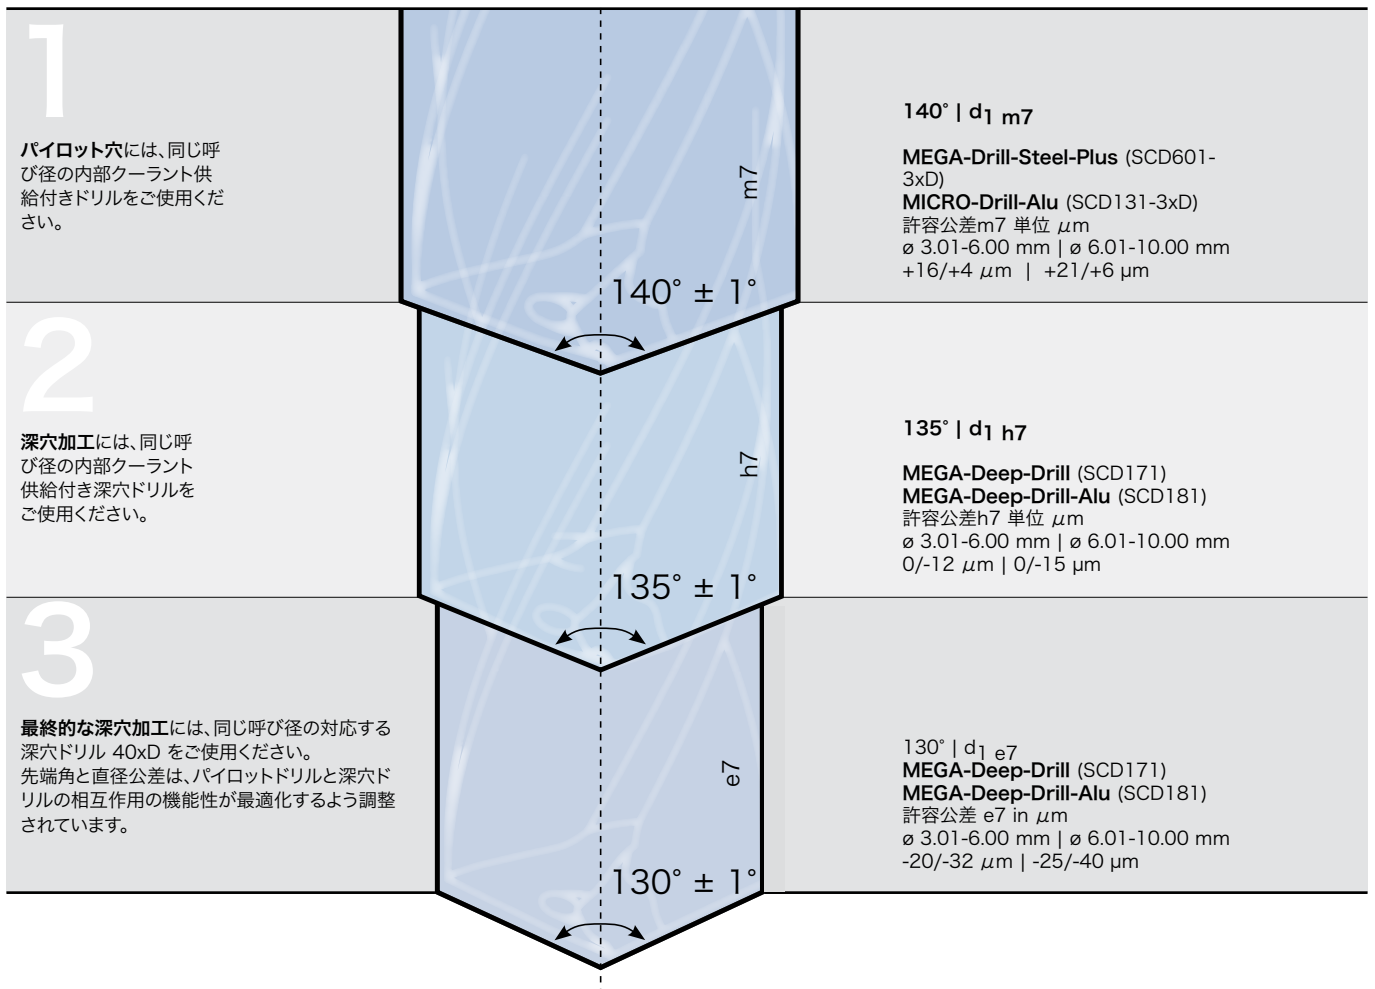 1
パイロット穴には、同じ呼
び径の内部クーラント供
給付きドリルをご使用くだ
さい。
m7
140° ± 1°
140° | d1 m7
MEGA-Drill-Steel-Plus (SCD601-
3xD)
MICRO-Drill-Alu (SCD131-3xD)
許容公差m7 単位 μm
ø 3.01-6.00 mm | ø 6.01-10.00 mm
+16/+4 μm | +21/+6 µm
2
深穴加工には、同じ呼
び径の内部クーラント
供給付き深穴ドリルを
ご使用ください。
h7
135° ± 1°
135° | d1 h7
MEGA-Deep-Drill (SCD171)
MEGA-Deep-Drill-Alu (SCD181)
許容公差h7 単位 μm
ø 3.01-6.00 mm | ø 6.01-10.00 mm
0/-12 μm | 0/-15 µm
3
最終的な深穴加工には、同じ呼び径の対応する
深穴ドリル 40xD をご使用ください。
先端角と直径公差は、パイロットドリルと深穴ド
リルの相互作用の機能性が最適化するよう調整
されています。
e7
130° ± 1°
130° | d1 e7
MEGA-Deep-Drill (SCD171)
MEGA-Deep-Drill-Alu (SCD181)
許容公差 e7 in μm
ø 3.01-6.00 mm | ø 6.01-10.00 mm
-20/-32 μm | -25/-40 µm